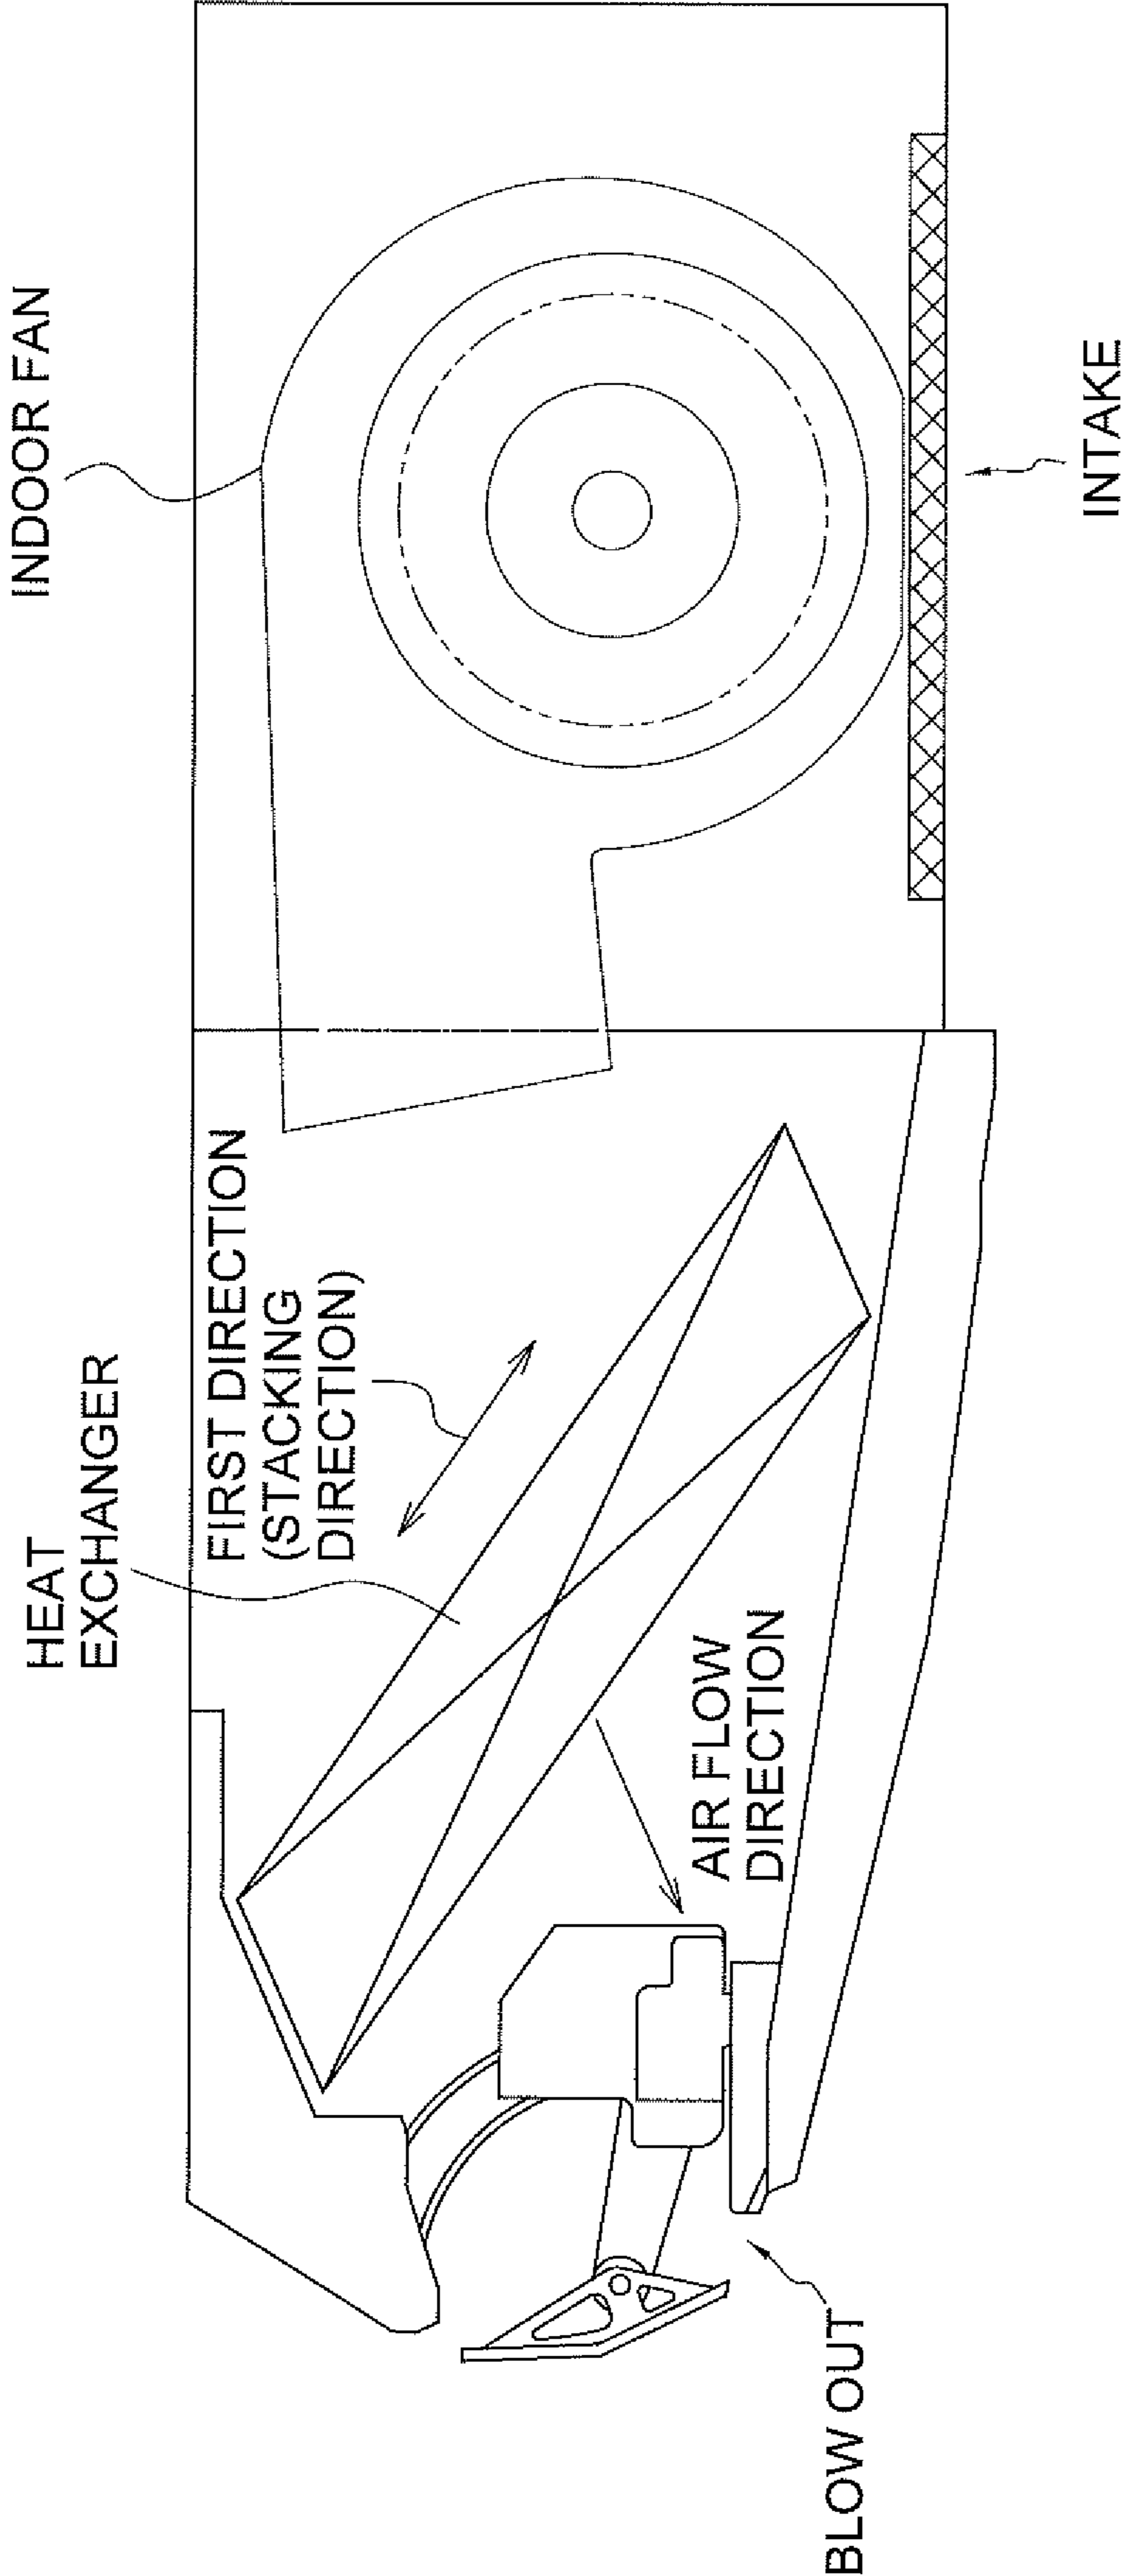 INDOOR FAN
INTAKE
HEAT
EXCHANGER
FIRST DIRECTION
(STACKING
DIRECTION)
AIR FLOW
DIRECTION
BLOW OUT